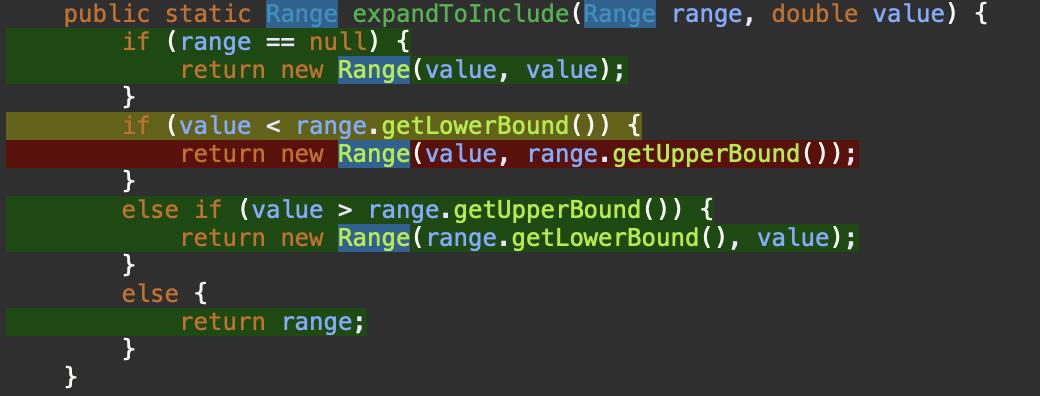 public static Range expandToInclude(Range range, double value) {
if (range == null) {
return new Range(value, value);
}
if (value < range.getLowerBound()) {
return new Range(value, range.getUpperBound());
}
else if (value > range.getUpperBound()) {
return new Range(range.getLowerBound(), value);
}
else {
return range;
}
}